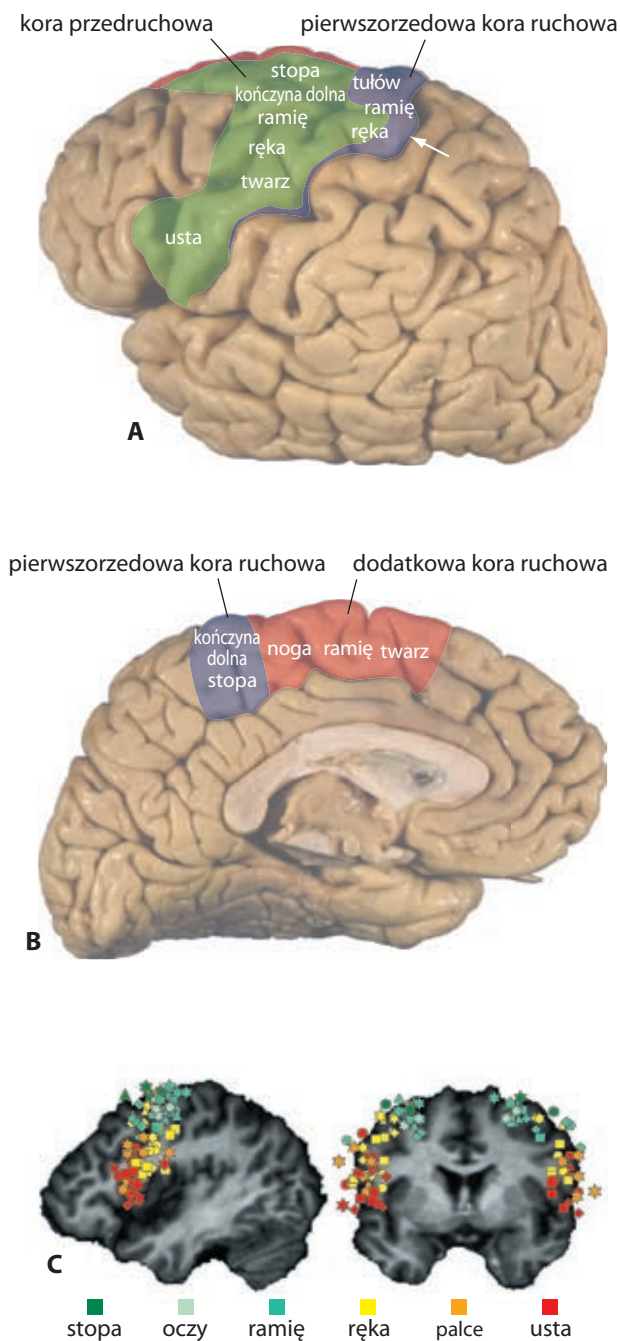 kora przedruchowa
pierwszorzedowa kora ruchowa
stopa
tułów
kończyna dolna
ramię
ramię
ręka
ręka
twarz
usta
A
pierwszorzedowa kora ruchowa
dodatkowa kora ruchowa
kończyna
dolna
stopa
noga ramię twarz
B
C
stopa oczy ramię ręka palce usta